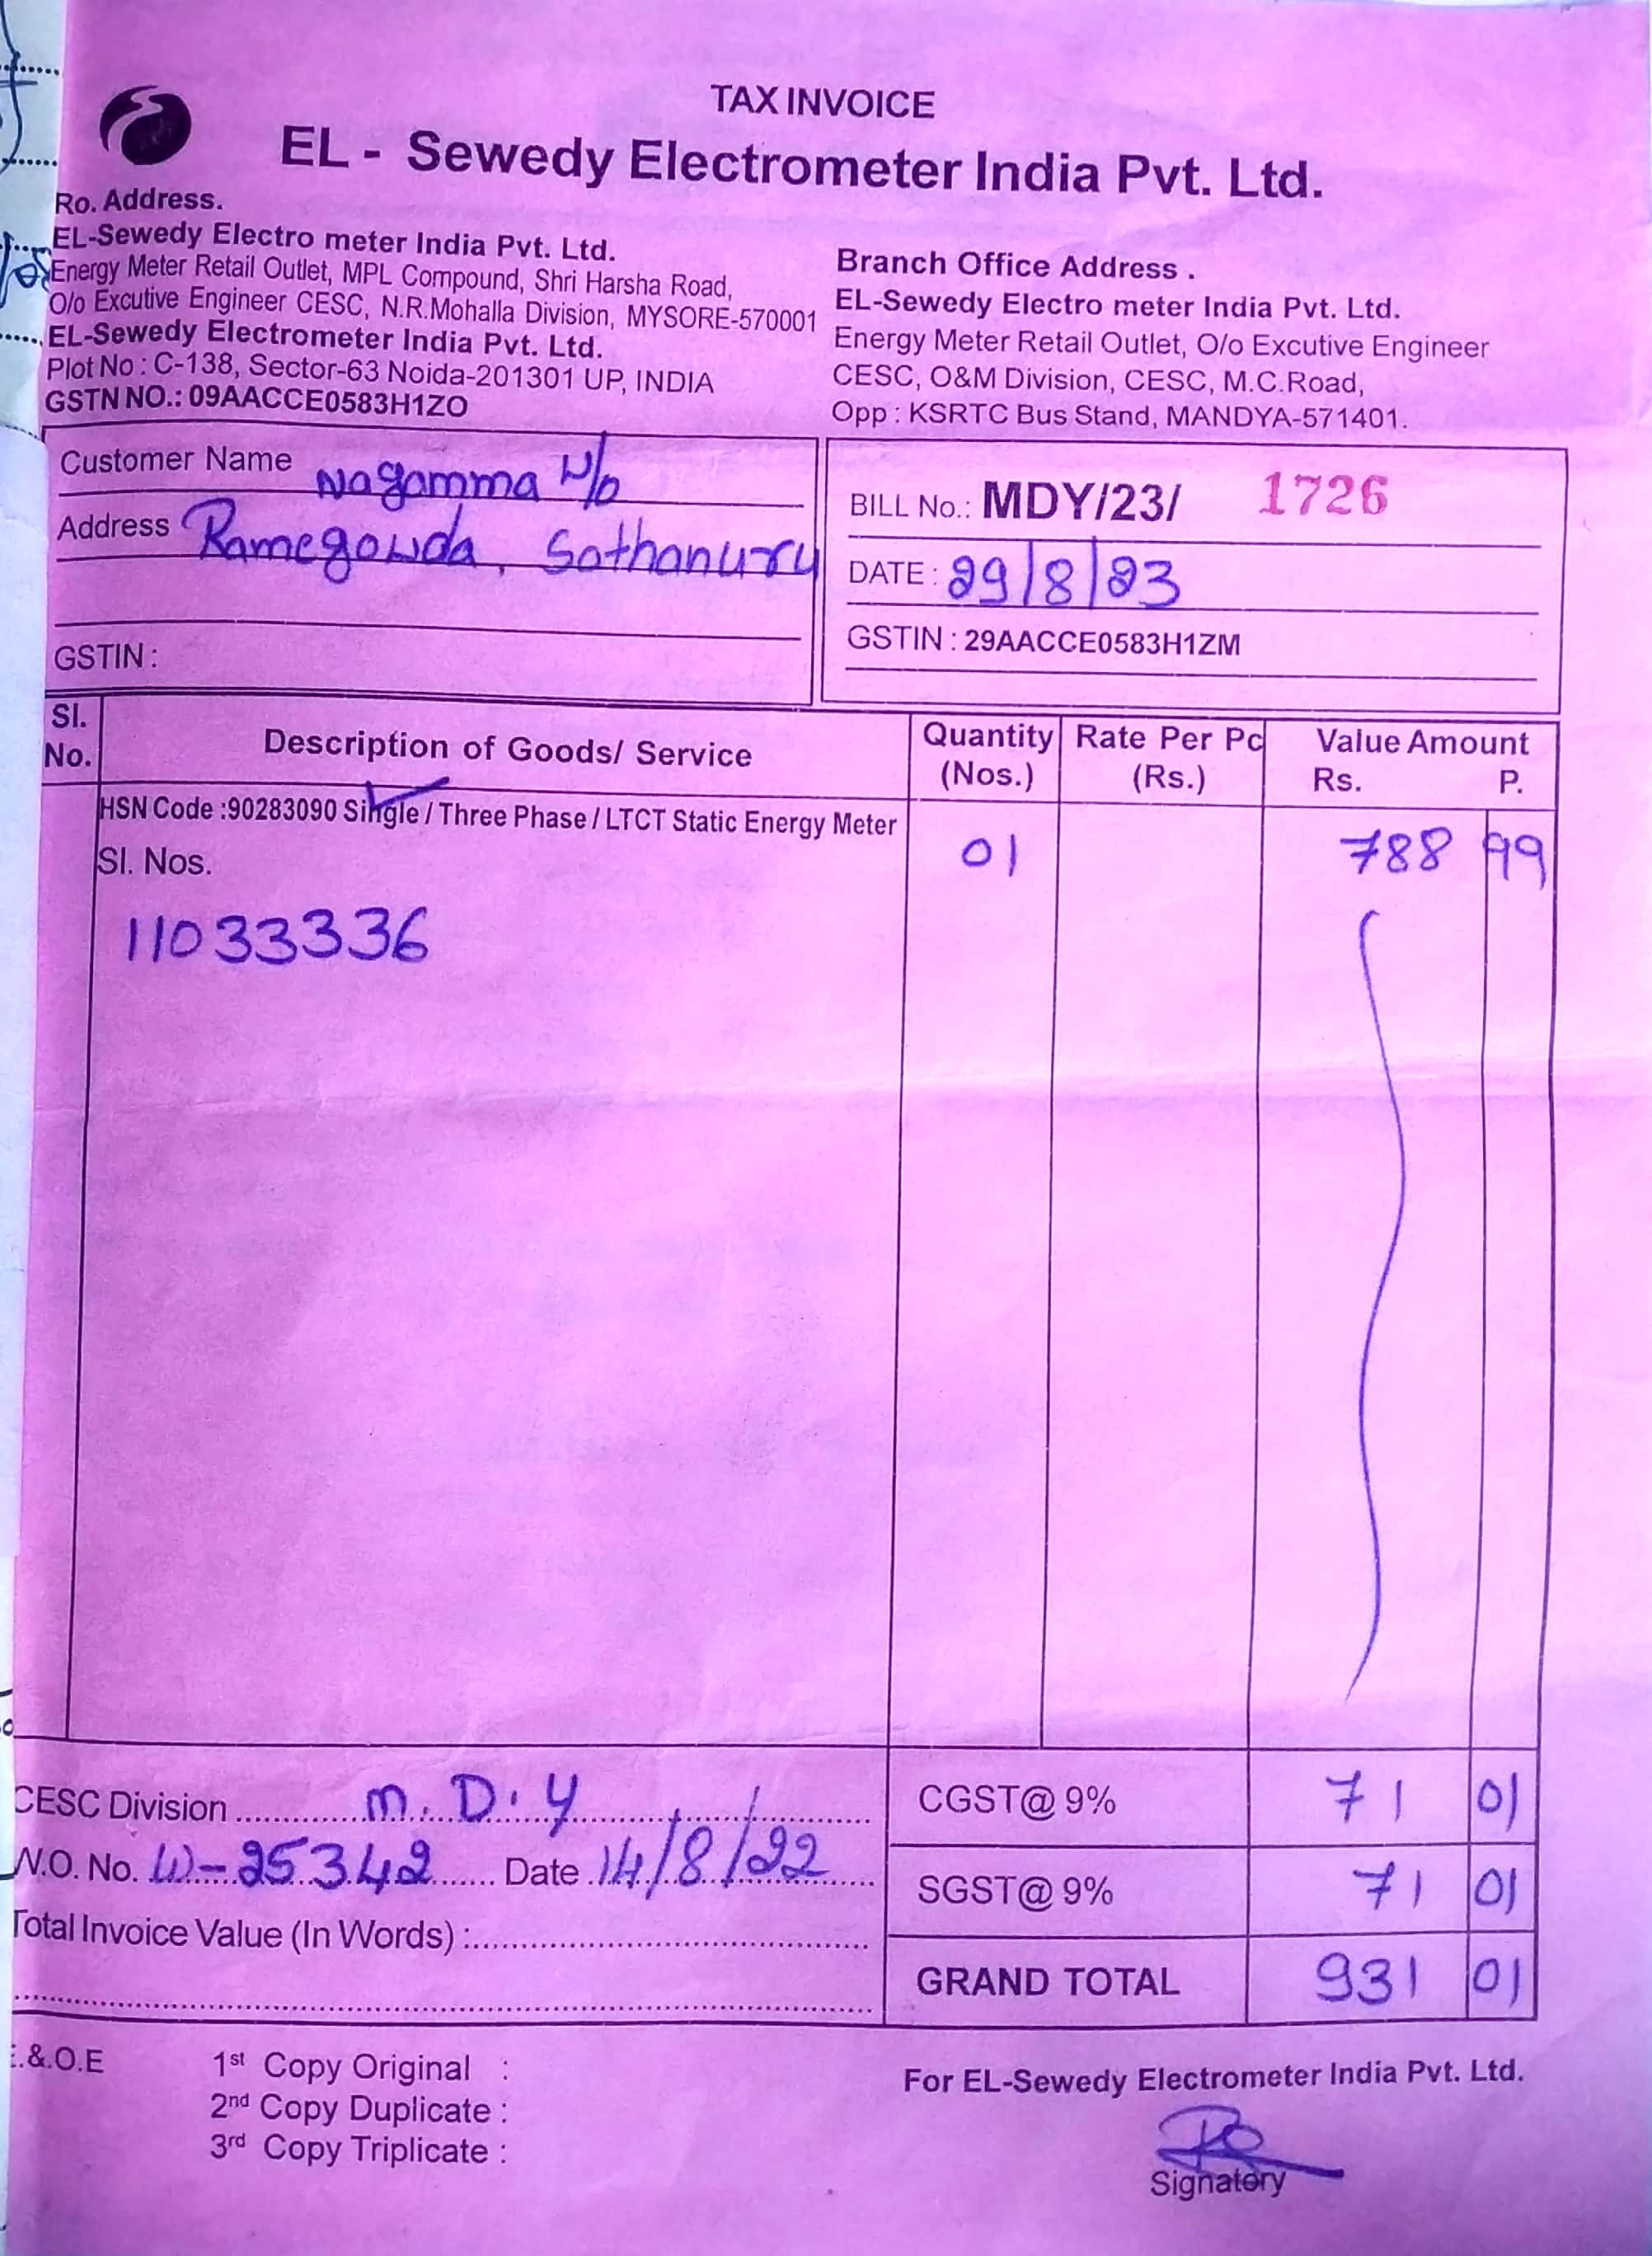 TAX INVOICE
EL - Sewedy Electrometer India Pvt. Ltd.
Ro. Address.
EL-Sewedy Electro meter India Pvt. Ltd.
Energy Meter Retail Outlet, MPL Compound, Shri Harsha Road,
O/o Excutive Engineer CESC, N.R.Mohalla Division, MYSORE-570001
EL-Sewedy Electrometer India Pvt. Ltd.
Plot No : C-138, Sector-63 Noida-201301 UP, INDIA
GSTN NO.: 09AACCE0583H1ZO
Branch Office Address .
EL-Sewedy Electro meter India Pvt. Ltd.
Energy Meter Retail Outlet, O/o Excutive Engineer
CESC, O&M Division, CESC, M.C.Road,
Opp : KSRTC Bus Stand, MANDYA-571401.
Customer Name Nagamma W/o
Address Ramegowda, Sathanuru
GSTIN :
BILL No.: MDY/23/ 1726
DATE : 29/8/23
GSTIN : 29AACCE0583H1ZM
Sl. No. Description of Goods/ Service Quantity (Nos.) Rate Per Pc (Rs.) Value Amount Rs. P.
HSN Code :90283090 Single / Three Phase / LTCT Static Energy Meter
Sl. Nos. 01 788 99
11033336
CESC Division M. D. Y
W.O. No. W-25342 Date 14/8/22
Total Invoice Value (In Words) :
CGST@ 9% 71 01
SGST@ 9% 71 01
GRAND TOTAL 931 01
E.&.O.E
1st Copy Original :
2nd Copy Duplicate :
3rd Copy Triplicate :
For EL-Sewedy Electrometer India Pvt. Ltd.
Signatory